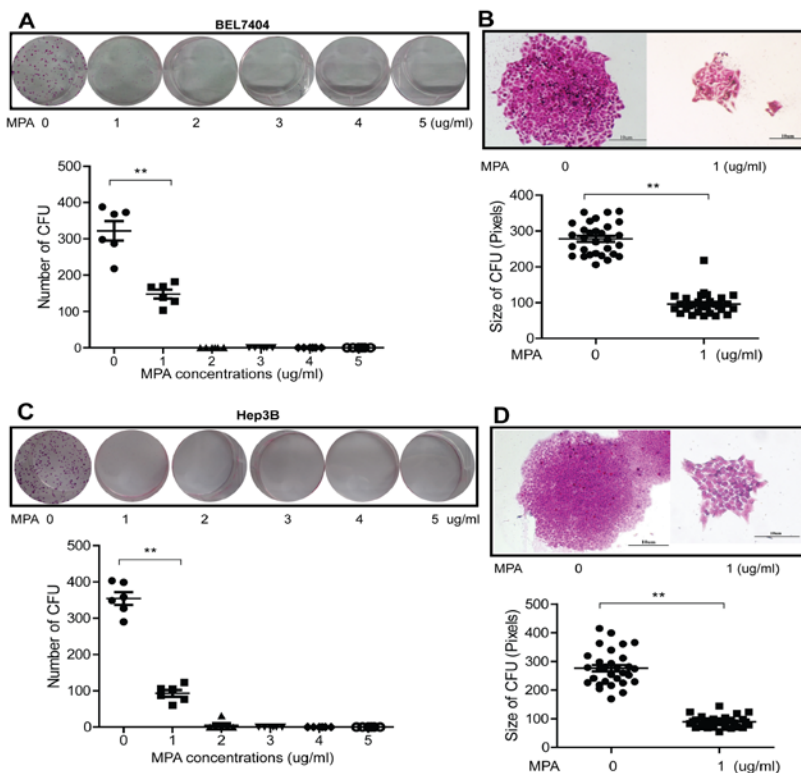 A
BEL7404
MPA 0 1 2 3 4 5 (ug/ml)
**
Number of CFU
500
400
300
200
100
0
0 1 2 3 4 5
MPA concentrations (ug/ml)
B
MPA 0 1 (ug/ml)
**
Size of CFU (Pixels)
500
400
300
200
100
0
MPA 0 1 (ug/ml)
C
Hep3B
MPA 0 1 2 3 4 5 ug/ml)
**
Number of CFU
500
400
300
200
100
0
0 1 2 3 4 5
MPA concentrations (ug/ml)
D
MPA 0 1 (ug/ml)
**
Size of CFU (Pixels)
500
400
300
200
100
0
MPA 0 1 (ug/ml)